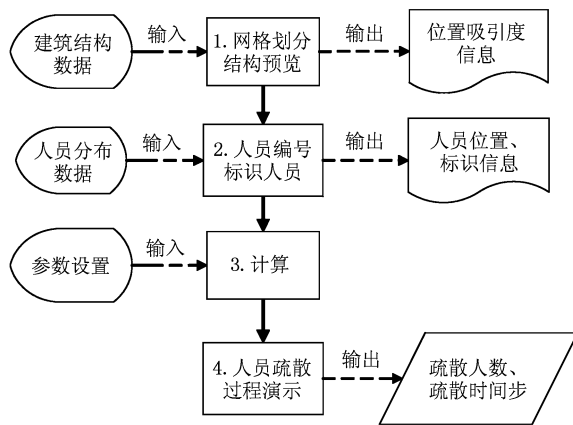 建筑结构
数据
输入
1.网格划分
结构预览
输出
位置吸引度
信息
人员分布
数据
输入
2.人员编号
标识人员
输出
人员位置、
标识信息
参数设置
输入
3.计算
4.人员疏散
过程演示
输出
疏散人数、
疏散时间步